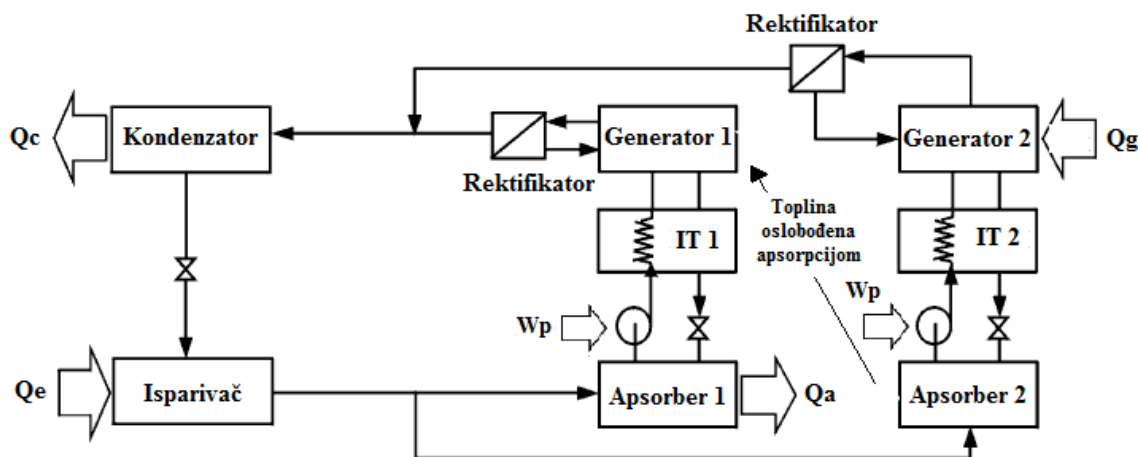 Rektifikator
Qc
Kondenzator
Generator 1
Generator 2
Qg
Rektifikator
Toplina
oslobođena
apsorpcijom
IT 1
IT 2
Wp
Wp
Qe
Isparivač
Apsorber 1
Qa
Apsorber 2